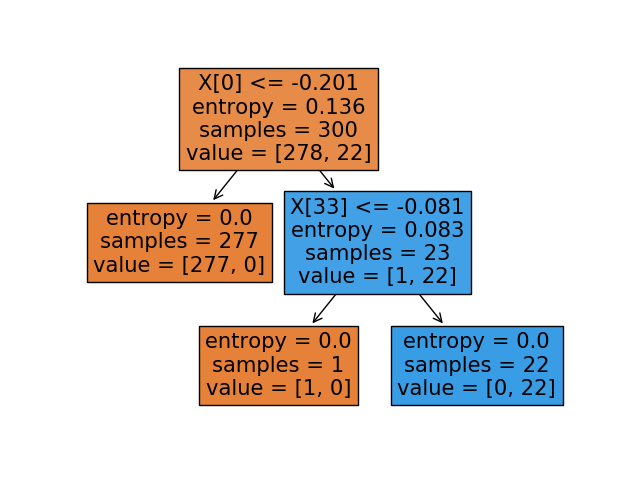 X[0] <= -0.201
entropy = 0.136
samples = 300
value = [278, 22]
entropy = 0.0
samples = 277
value = [277, 0]
X[33] <= -0.081
entropy = 0.083
samples = 23
value = [1, 22]
entropy = 0.0
samples = 1
value = [1, 0]
entropy = 0.0
samples = 22
value = [0, 22]